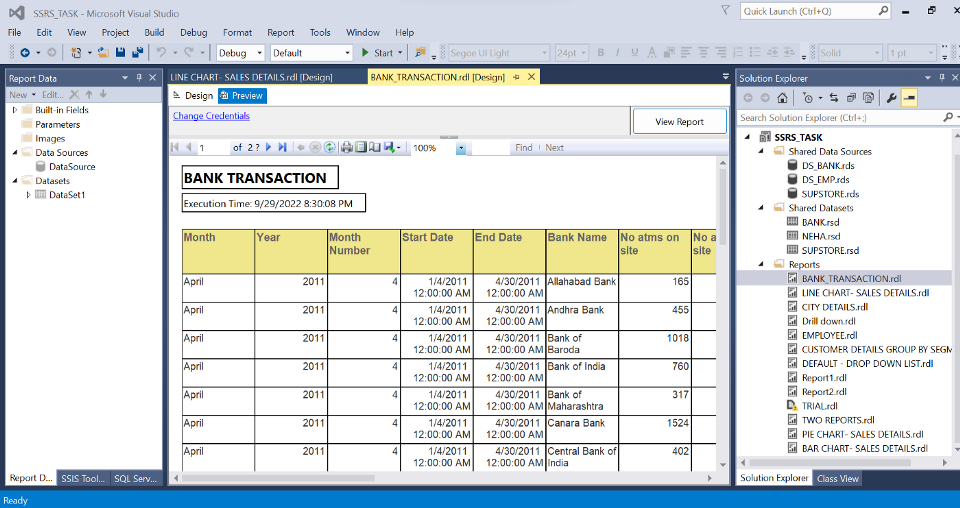 SSRS_TASK - Microsoft Visual Studio
Quick Launch (Ctrl+Q)
File Edit View Project Build Debug Team Format Report Tools Window Help
Debug Default Start Segoe UI Light 24pt B I U A Solid 1 pt
Report Data
New Edit...
Built-in Fields
Parameters
Images
Data Sources
DataSource
Datasets
DataSet1
Report D... SSIS Tool... SQL Serv...
LINE CHART- SALES DETAILS.rdl [Design] BANK_TRANSACTION.rdl [Design]
Design Preview
Change Credentials
View Report
1 of 2 ? 100% Find Next
BANK TRANSACTION
Execution Time: 9/29/2022 8:30:08 PM
Month Year Month Number Start Date End Date Bank Name No atms on site No a site
April 2011 4 1/4/2011 12:00:00 AM 4/30/2011 12:00:00 AM Allahabad Bank 165
April 2011 4 1/4/2011 12:00:00 AM 4/30/2011 12:00:00 AM Andhra Bank 455
April 2011 4 1/4/2011 12:00:00 AM 4/30/2011 12:00:00 AM Bank of Baroda 1018
April 2011 4 1/4/2011 12:00:00 AM 4/30/2011 12:00:00 AM Bank of India 760
April 2011 4 1/4/2011 12:00:00 AM 4/30/2011 12:00:00 AM Bank of Maharashtra 317
April 2011 4 1/4/2011 12:00:00 AM 4/30/2011 12:00:00 AM Canara Bank 1524
April 2011 4 1/4/2011 12:00:00 AM 4/30/2011 12:00:00 AM Central Bank of India 402
Solution Explorer
Search Solution Explorer (Ctrl+;)
SSRS_TASK
Shared Data Sources
DS_BANK.rds
DS_EMP.rds
SUPSTORE.rds
Shared Datasets
BANK.rsd
NEHA.rsd
SUPSTORE.rsd
Reports
BANK_TRANSACTION.rdl
LINE CHART- SALES DETAILS.rdl
CITY DETAILS.rdl
Drill down.rdl
EMPLOYEE.rdl
CUSTOMER DETAILS GROUP BY SEGM
DEFAULT - DROP DOWN LIST.rdl
Report1.rdl
Report2.rdl
TRIAL.rdl
TWO REPORTS.rdl
PIE CHART- SALES DETAILS.rdl
BAR CHART- SALES DETAILS.rdl
Solution Explorer Class View
Ready